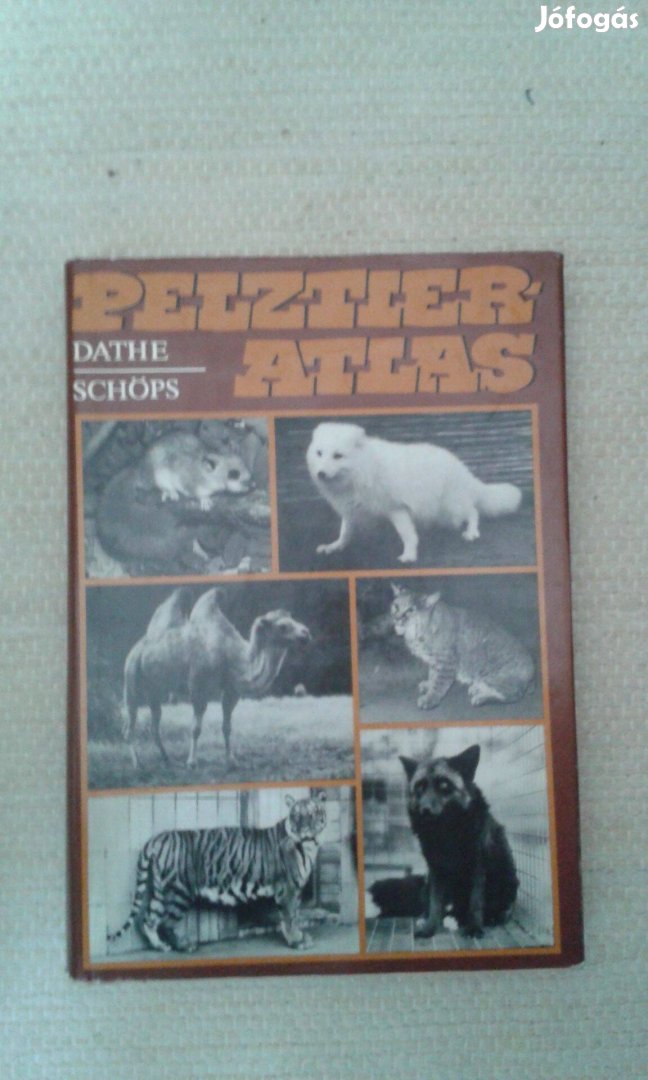 Jófogás
PELZTIER-
ATLAS
DATHE
SCHÖPS